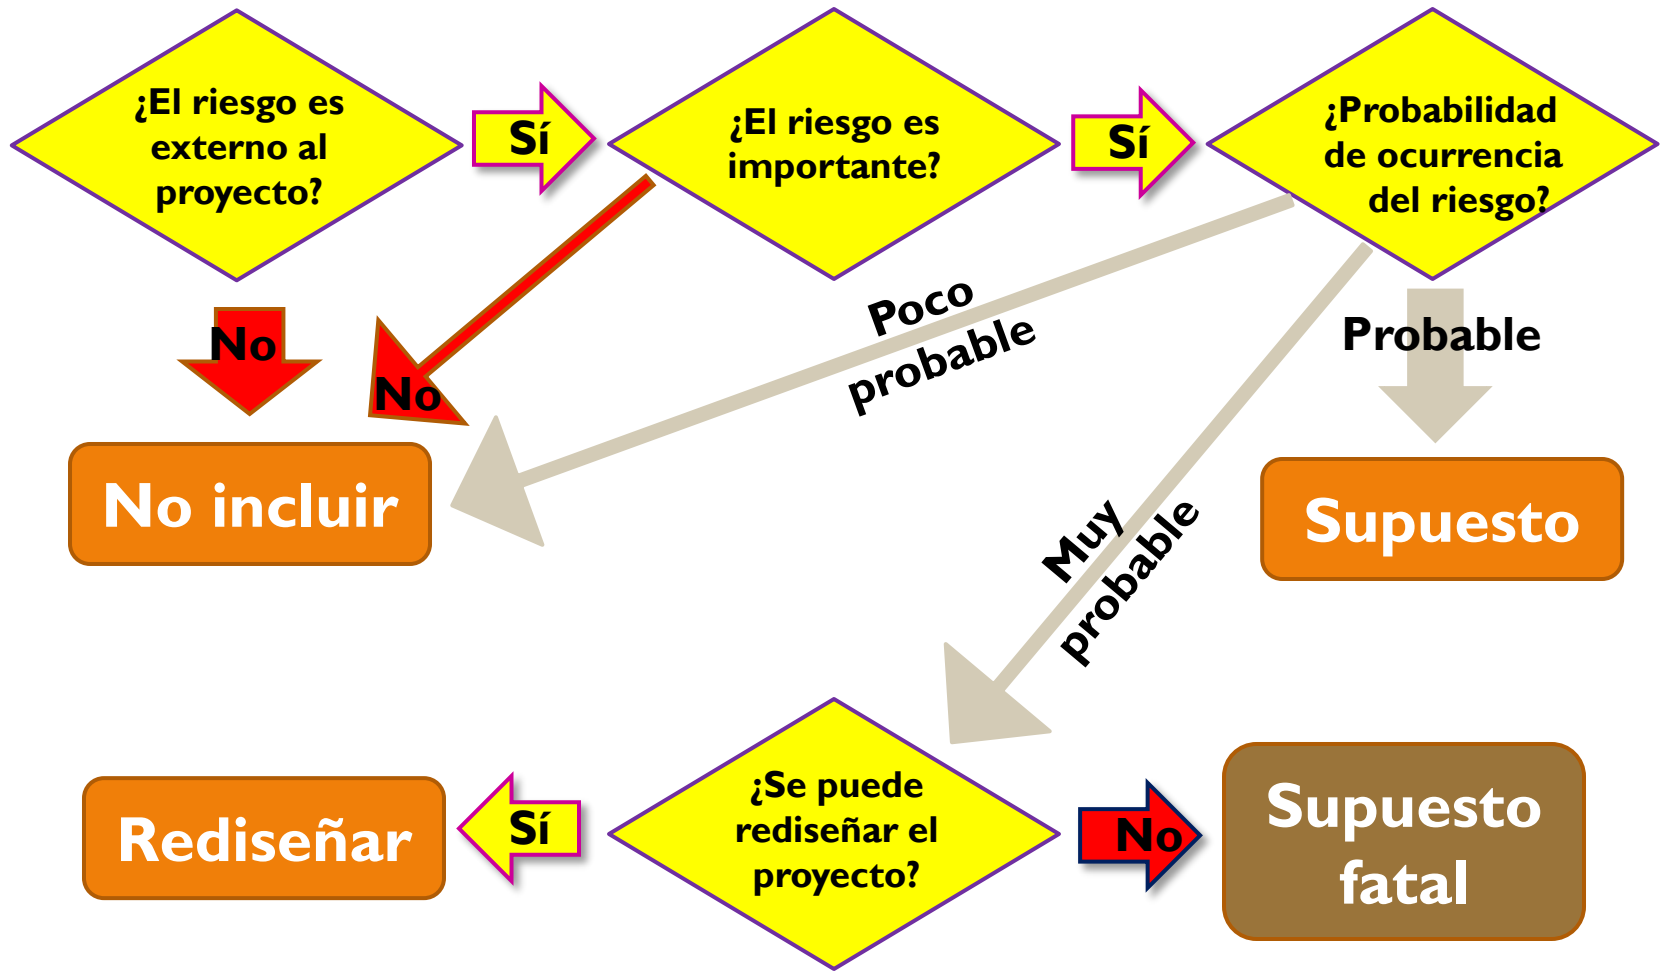 ¿El riesgo es
externo al
proyecto?
Sí
¿El riesgo es
importante?
Sí
¿Probabilidad
de ocurrencia
del riesgo?
No
No
Poco
probable
Probable
No incluir
Muy
probable
Supuesto
Rediseñar
Sí
¿Se puede
rediseñar el
proyecto?
No
Supuesto
fatal